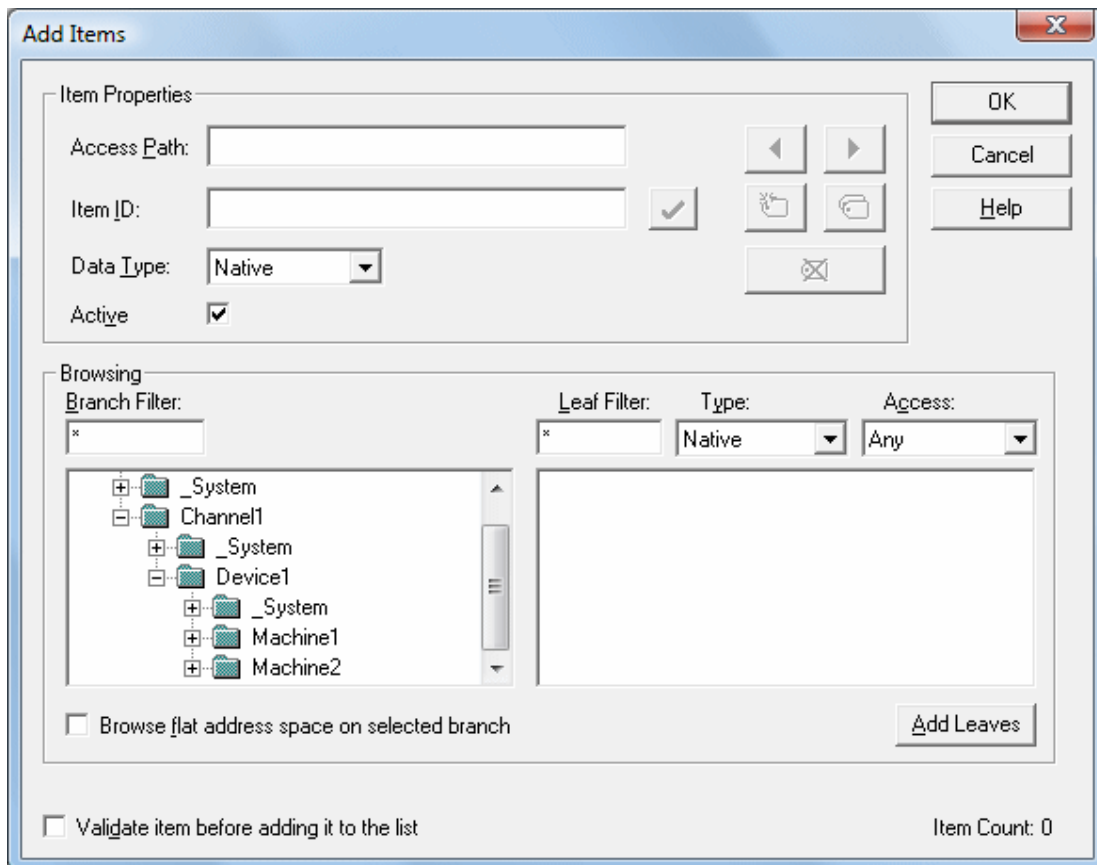 Add Items
Item Properties
OK
Access Path:
Cancel
Item ID:
Help
Data Type: Native
Active
Browsing
Branch Filter: Leaf Filter: Type: Access:
* * Native Any
_System
Channel1
_System
Device1
_System
Machine1
Machine2
Browse flat address space on selected branch Add Leaves
Validate item before adding it to the list Item Count: 0